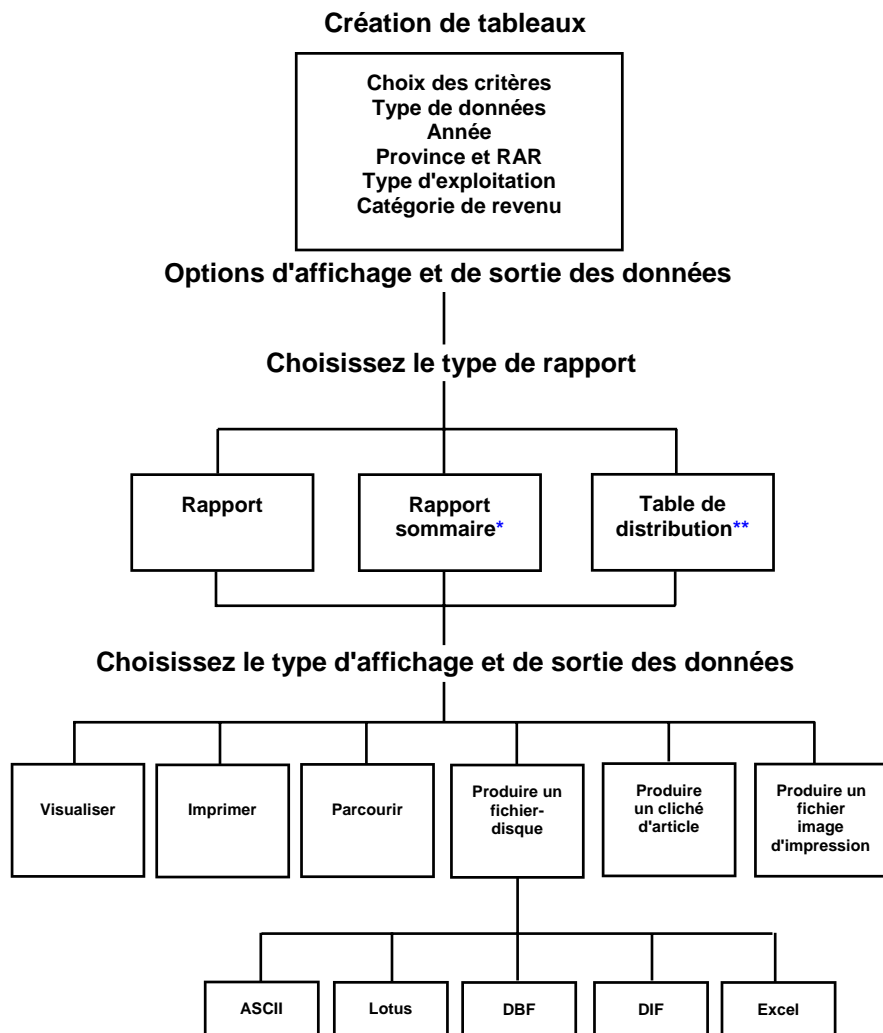 Création de tableaux
Choix des critères
Type de données
Année
Province et RAR
Type d'exploitation
Catégorie de revenu
Options d'affichage et de sortie des données
Choisissez le type de rapport
Rapport
Rapport
sommaire*
Table de
distribution**
Choisissez le type d'affichage et de sortie des données
Visualiser
Imprimer
Parcourir
Produire un
fichier-
disque
Produire
un cliché
d'article
Produire un
fichier
image
d'impression
ASCII
Lotus
DBF
DIF
Excel